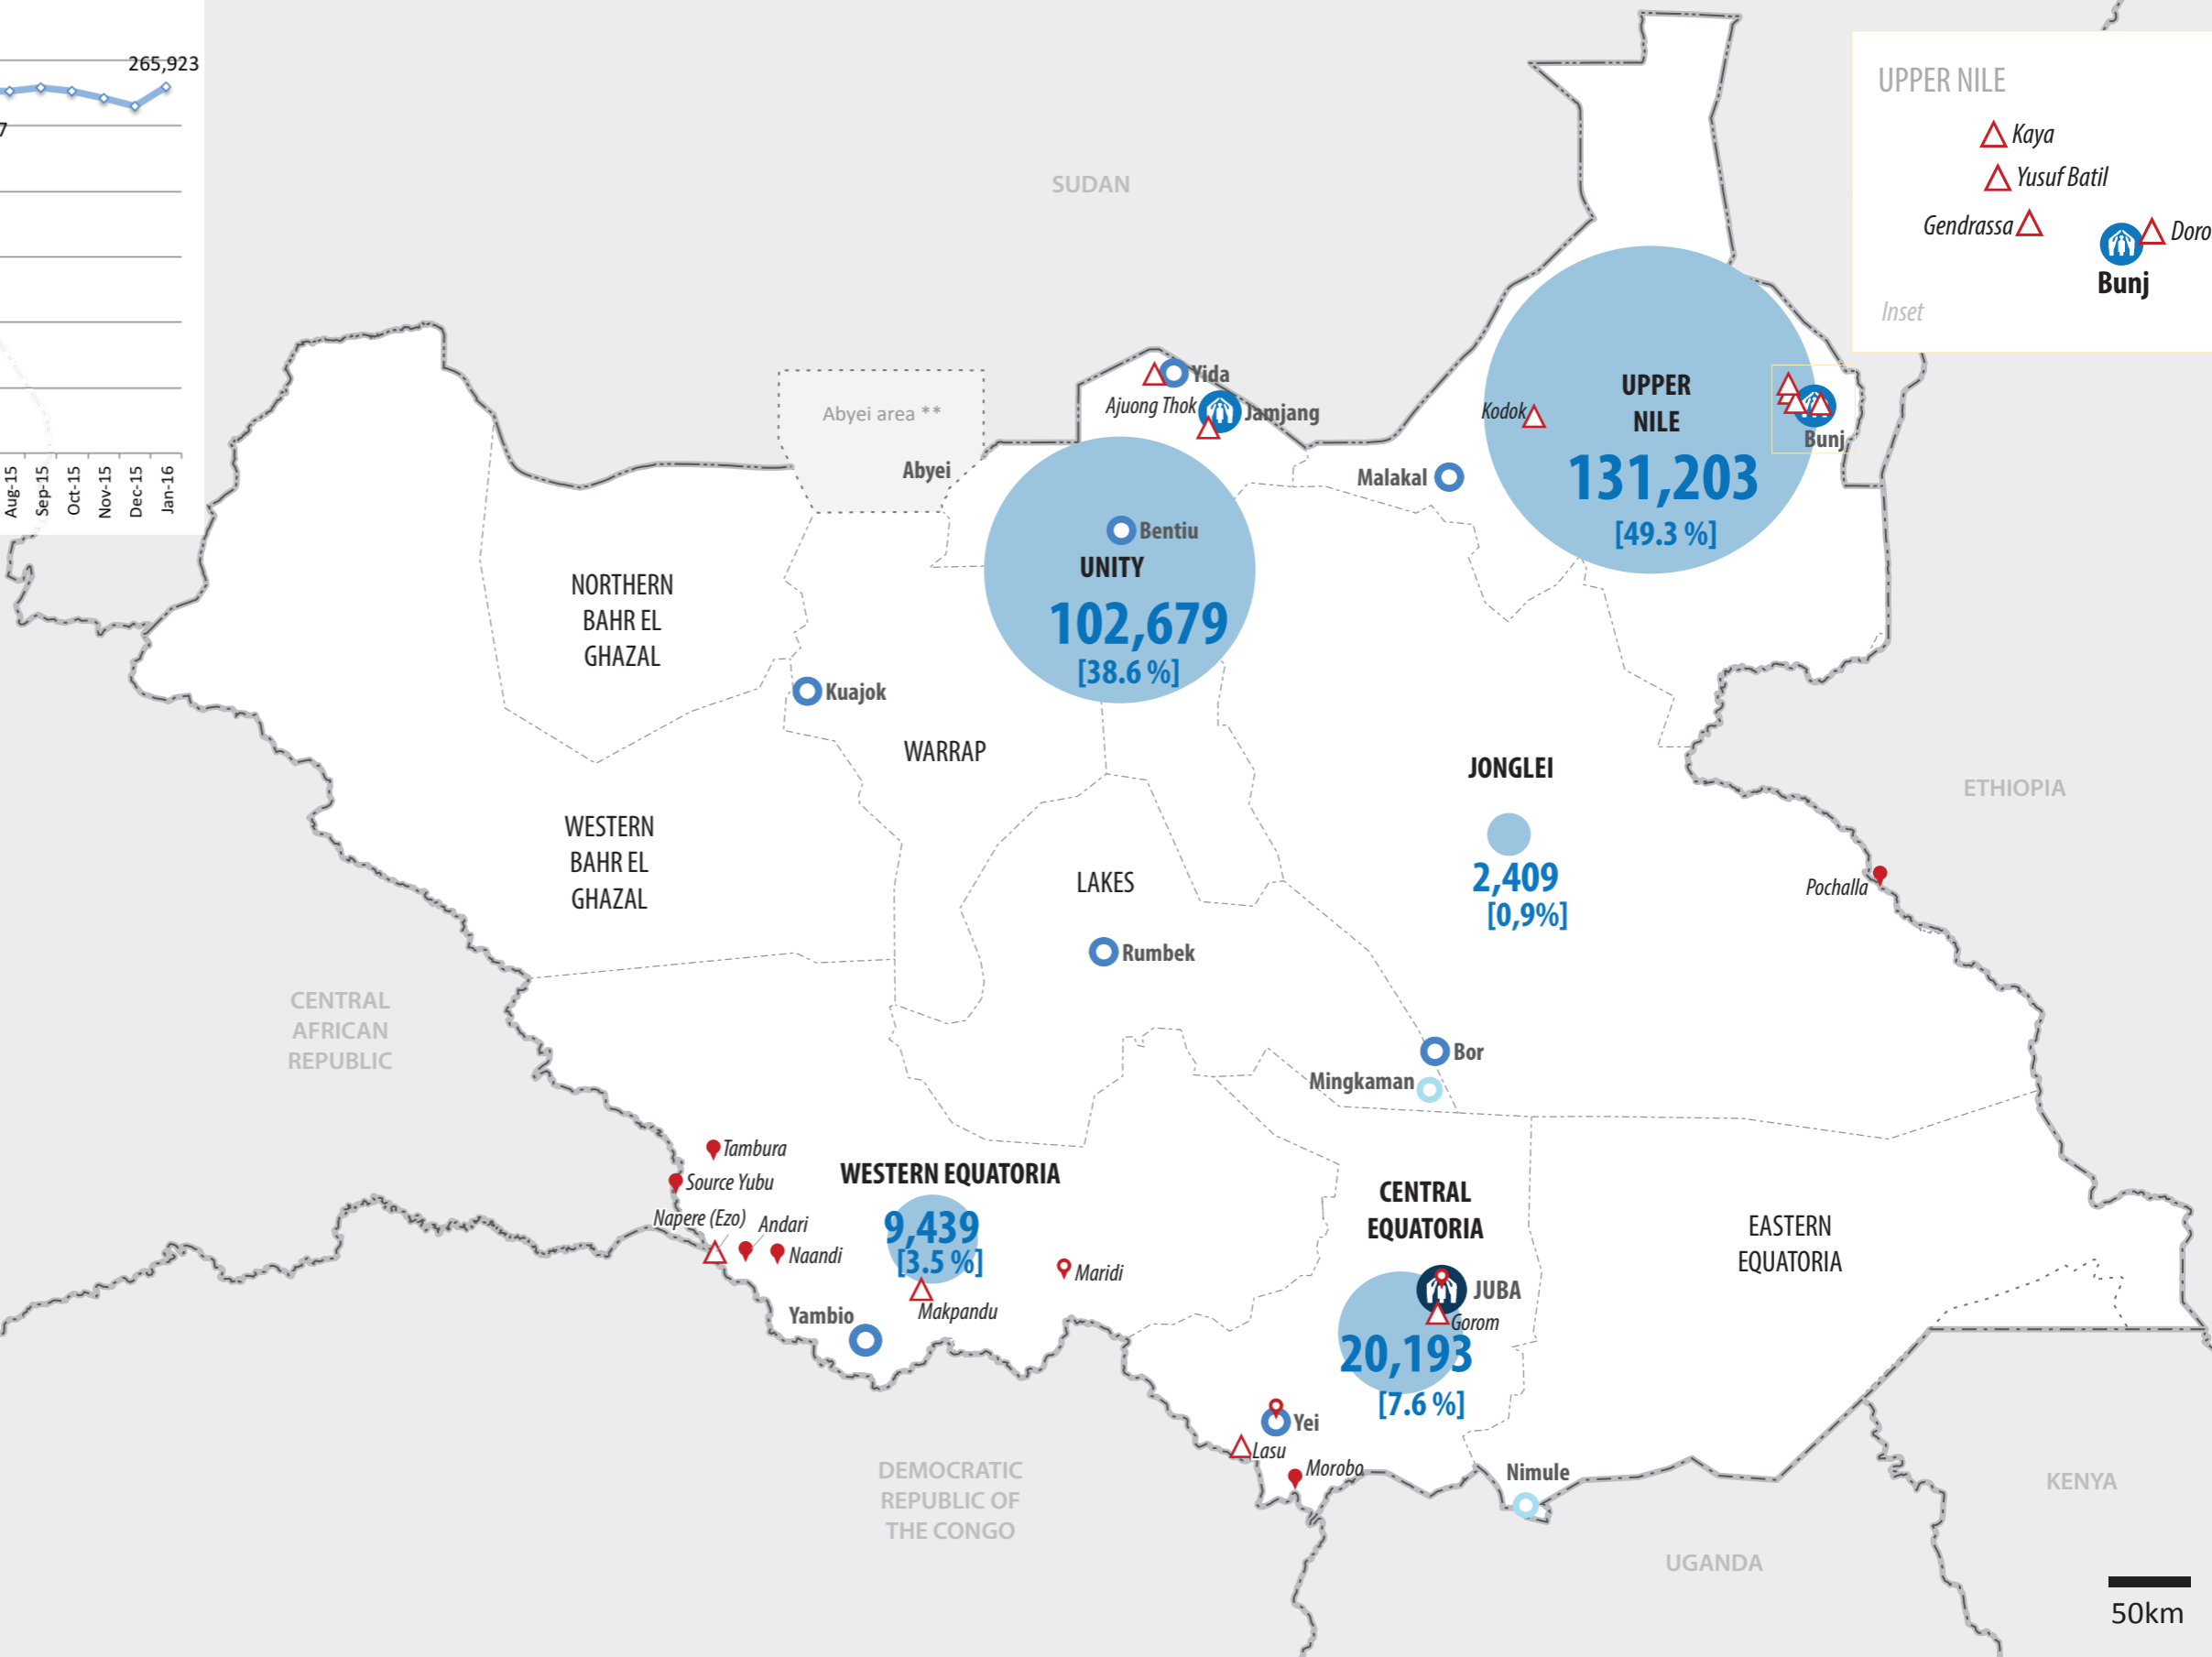 265,923
7
Aug-15
Sep-15
Oct-15
Nov-15
Dec-15
Jan-16
UPPER NILE
Kaya
Yusuf Batil
Gendrassa
Doro
Bunj
Inset
SUDAN
Abyei area **
Abyei
Yida
Ajuong Thok
Jamjang
Kodok
UPPER
NILE
131,203
[49.3 %]
Bunj
Malakal
Bentiu
UNITY
102,679
[38.6 %]
NORTHERN
BAHR EL
GHAZAL
Kuajok
WARRAP
JONGLEI
2,409
[0,9%]
ETHIOPIA
Pochalla
WESTERN
BAHR EL
GHAZAL
LAKES
Rumbek
CENTRAL
AFRICAN
REPUBLIC
Bor
Mingkaman
Tambura
Source Yubu
Napere (Ezo)
Andari
Naandi
WESTERN EQUATORIA
9,439
[3.5 %]
Makpandu
Maridi
Yambio
CENTRAL
EQUATORIA
JUBA
Gorom
20,193
[7.6 %]
EASTERN
EQUATORIA
Yei
Lasu
Morobo
Nimule
DEMOCRATIC
REPUBLIC OF
THE CONGO
UGANDA
KENYA
50km